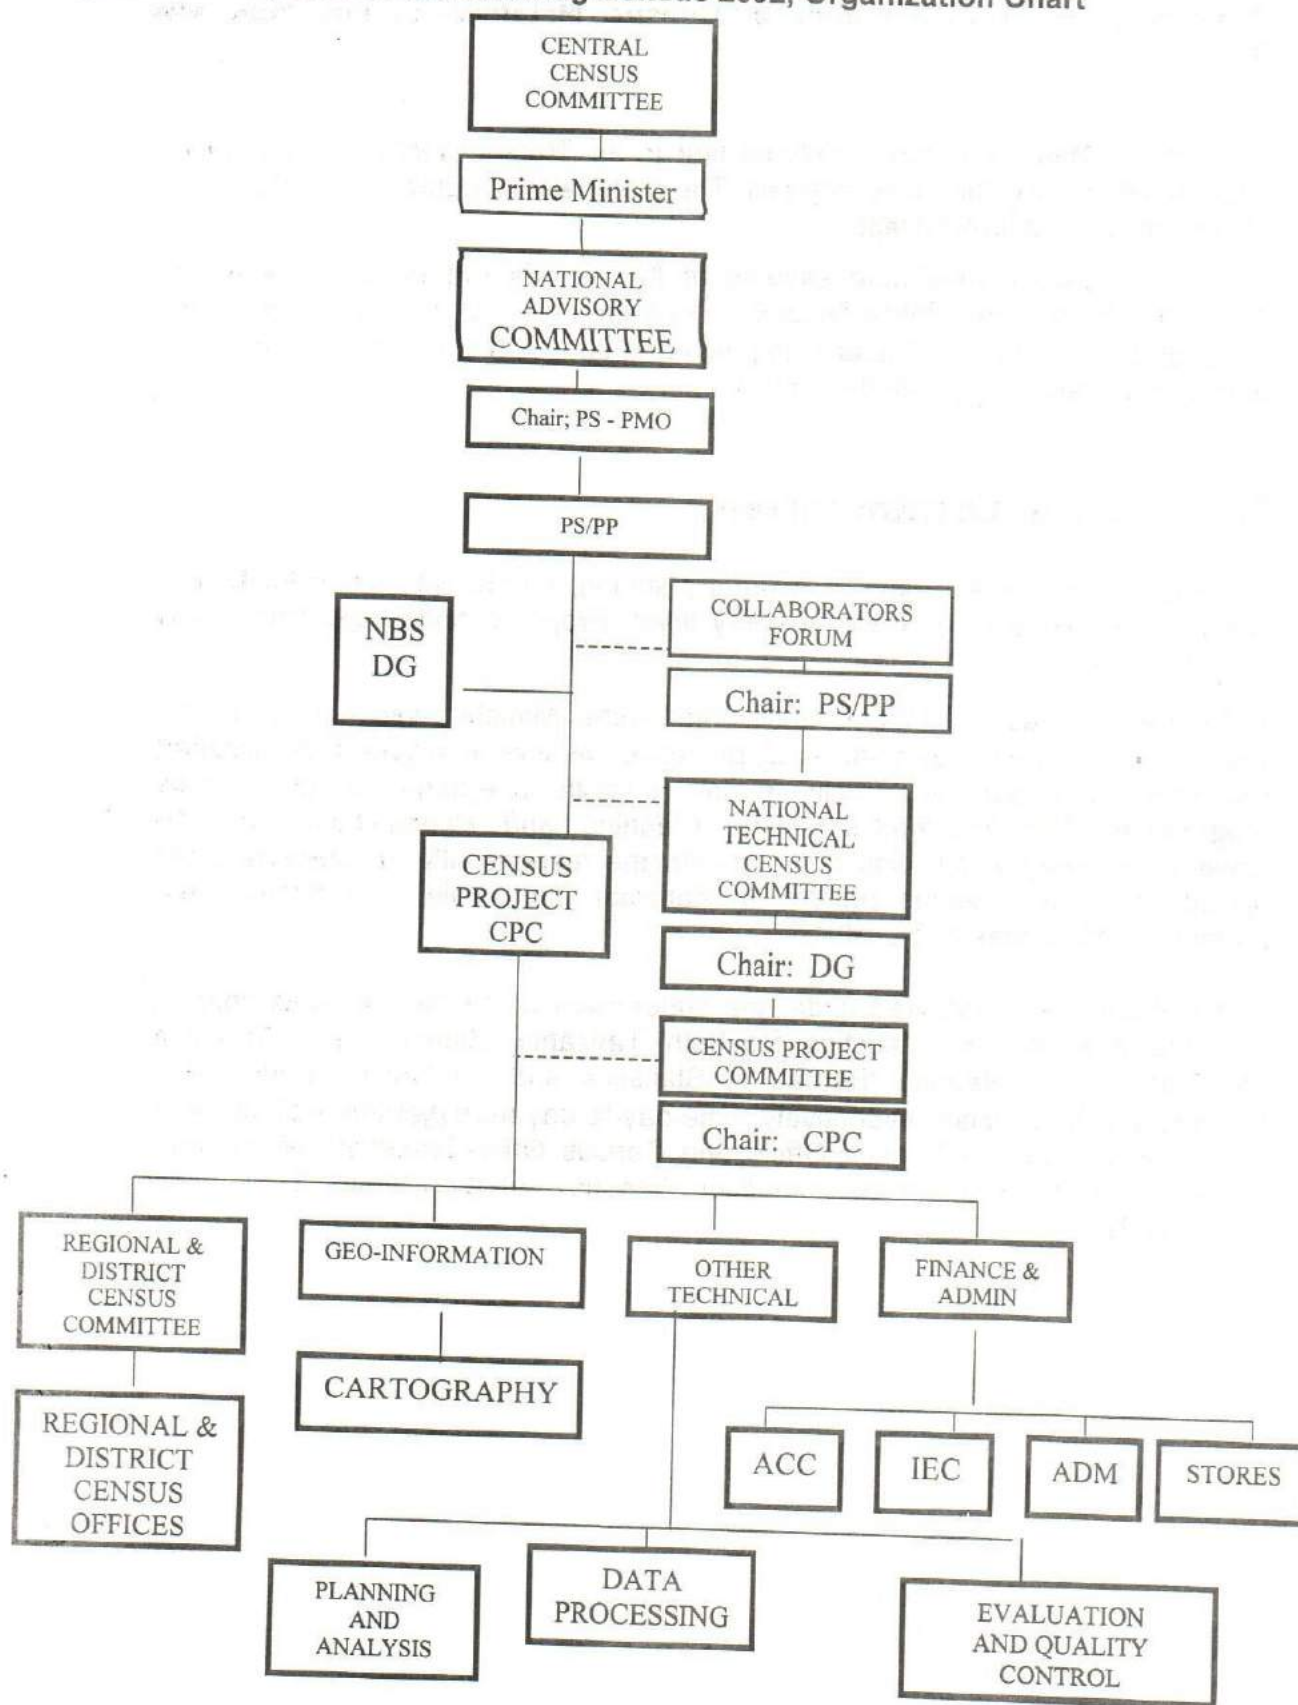 2002, Organization Chart
CENTRAL
CENSUS
COMMITTEE
Prime Minister
NATIONAL
ADVISORY
COMMITTEE
Chair; PS - PMO
PS/PP
NBS
DG
COLLABORATORS
FORUM
Chair: PS/PP
NATIONAL
TECHNICAL
CENSUS
COMMITTEE
CENSUS
PROJECT
CPC
Chair: DG
CENSUS PROJECT
COMMITTEE
Chair: CPC
REGIONAL &
DISTRICT
CENSUS
COMMITTEE
GEO-INFORMATION
OTHER
TECHNICAL
FINANCE &
ADMIN
REGIONAL &
DISTRICT
CENSUS
OFFICES
CARTOGRAPHY
ACC
IEC
ADM
STORES
PLANNING
AND
ANALYSIS
DATA
PROCESSING
EVALUATION
AND QUALITY
CONTROL